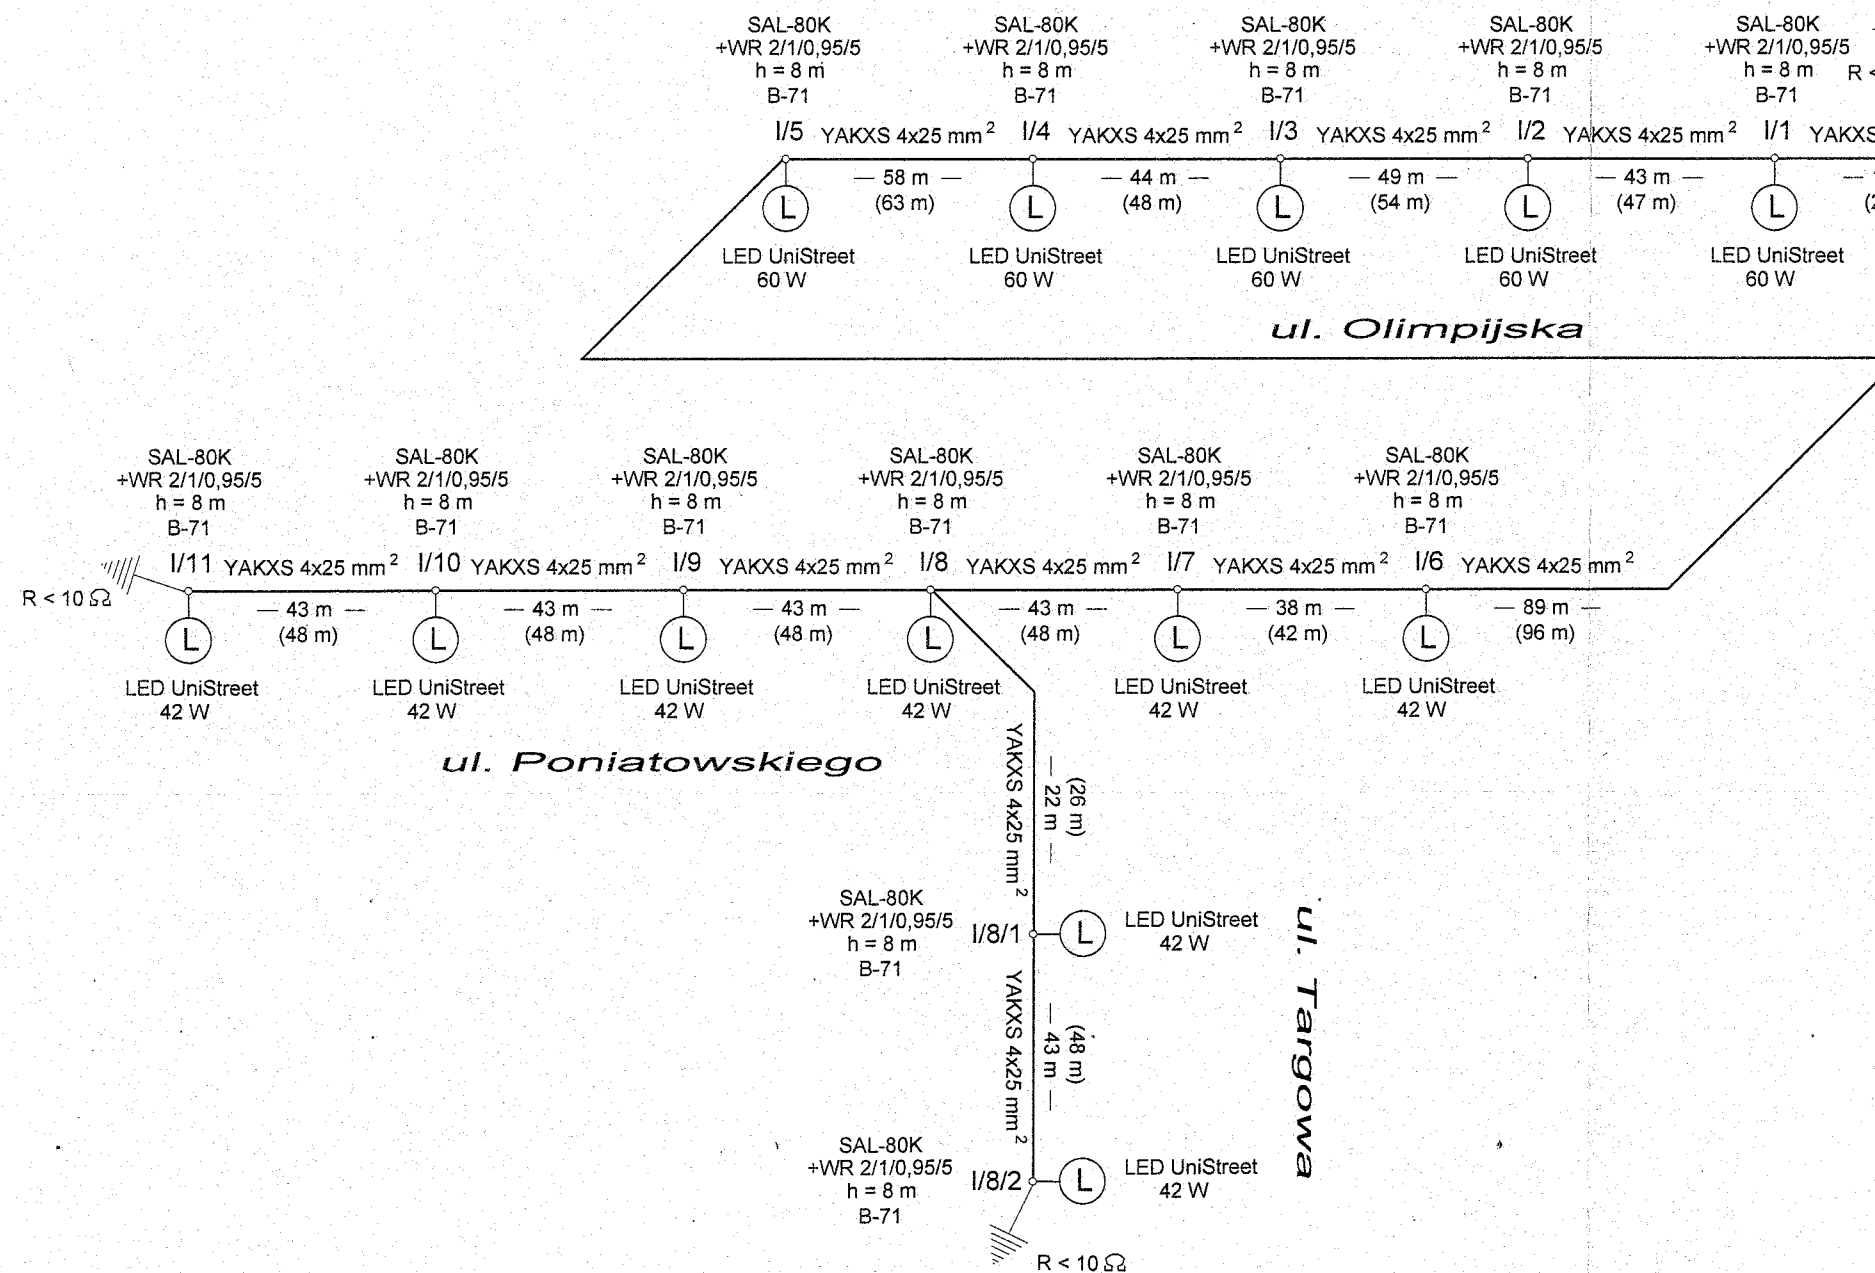 SAL-80K
+WR 2/1/0,95/5
h = 8 m
B-71
I/5
SAL-80K
+WR 2/1/0,95/5
h = 8 m
B-71
I/4
SAL-80K
+WR 2/1/0,95/5
h = 8 m
B-71
I/3
SAL-80K
+WR 2/1/0,95/5
h = 8 m
B-71
I/2
SAL-80K
+WR 2/1/0,95/5
h = 8 m
B-71
I/1
R <
YAKXS 4x25 mm²
— 58 m —
(63 m)
YAKXS 4x25 mm²
— 44 m —
(48 m)
YAKXS 4x25 mm²
— 49 m —
(54 m)
YAKXS 4x25 mm²
— 43 m —
(47 m)
YAKXS
L
LED UniStreet
60 W
L
LED UniStreet
60 W
L
LED UniStreet
60 W
L
LED UniStreet
60 W
L
LED UniStreet
60 W
ul. Olimpijska
SAL-80K
+WR 2/1/0,95/5
h = 8 m
B-71
I/11
SAL-80K
+WR 2/1/0,95/5
h = 8 m
B-71
I/10
SAL-80K
+WR 2/1/0,95/5
h = 8 m
B-71
I/9
SAL-80K
+WR 2/1/0,95/5
h = 8 m
B-71
I/8
SAL-80K
+WR 2/1/0,95/5
h = 8 m
B-71
I/7
SAL-80K
+WR 2/1/0,95/5
h = 8 m
B-71
I/6
R < 10 Ω
YAKXS 4x25 mm²
— 43 m —
(48 m)
YAKXS 4x25 mm²
— 43 m —
(48 m)
YAKXS 4x25 mm²
— 43 m —
(48 m)
YAKXS 4x25 mm²
— 43 m —
(48 m)
YAKXS 4x25 mm²
— 38 m —
(42 m)
YAKXS 4x25 mm²
— 89 m —
(96 m)
L
LED UniStreet
42 W
L
LED UniStreet
42 W
L
LED UniStreet
42 W
L
LED UniStreet
42 W
L
LED UniStreet
42 W
L
LED UniStreet
42 W
ul. Poniatowskiego
YAKXS 4x25 mm²
— 22 m —
(26 m)
SAL-80K
+WR 2/1/0,95/5
h = 8 m
B-71
I/8/1
L
LED UniStreet
42 W
YAKXS 4x25 mm²
— 43 m —
(48 m)
ul. Targowa
SAL-80K
+WR 2/1/0,95/5
h = 8 m
B-71
I/8/2
L
LED UniStreet
42 W
R < 10 Ω